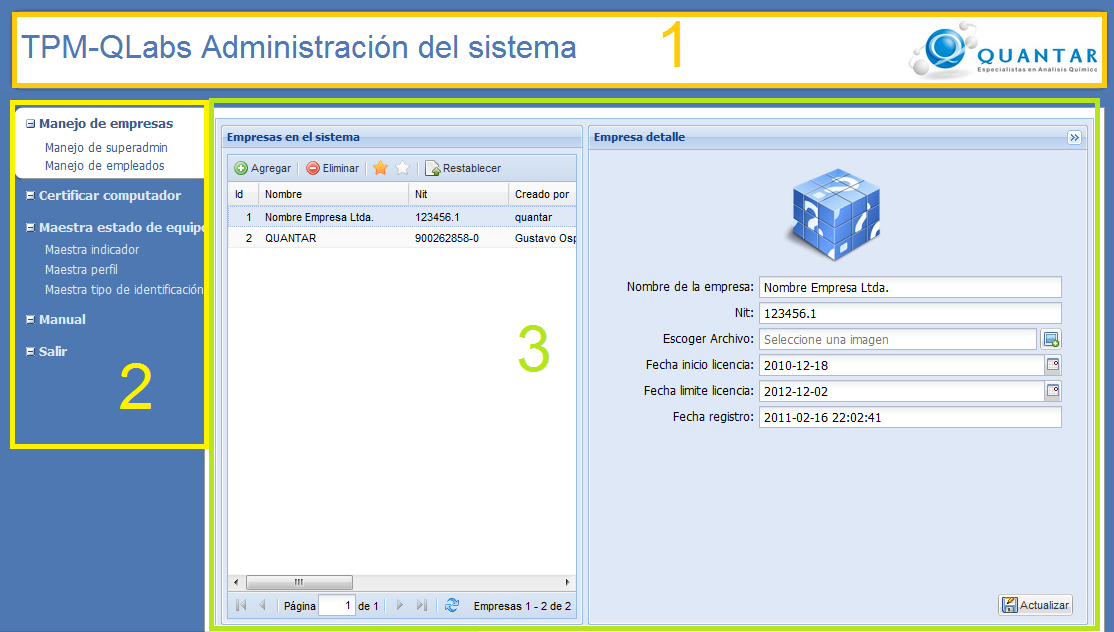 TPM-QLabs Administración del sistema
1
QUANTAR
Especialistas en Análisis Químico
Manejo de empresas
Manejo de superadmin
Manejo de empleados
Certificar computador
Maestra estado de equipo
Maestra indicador
Maestra perfil
Maestra tipo de identificación
Manual
Salir
2
Empresas en el sistema
Agregar Eliminar Restablecer
Id Nombre Nit Creado por
1 Nombre Empresa Ltda. 123456.1 quantar
2 QUANTAR 900262858-0 Gustavo Osp
3
Página 1 de 1 Empresas 1 - 2 de 2
Empresa detalle
Nombre de la empresa: Nombre Empresa Ltda.
Nit: 123456.1
Escoger Archivo: Seleccione una imagen
Fecha inicio licencia: 2010-12-18
Fecha limite licencia: 2012-12-02
Fecha registro: 2011-02-16 22:02:41
Actualizar